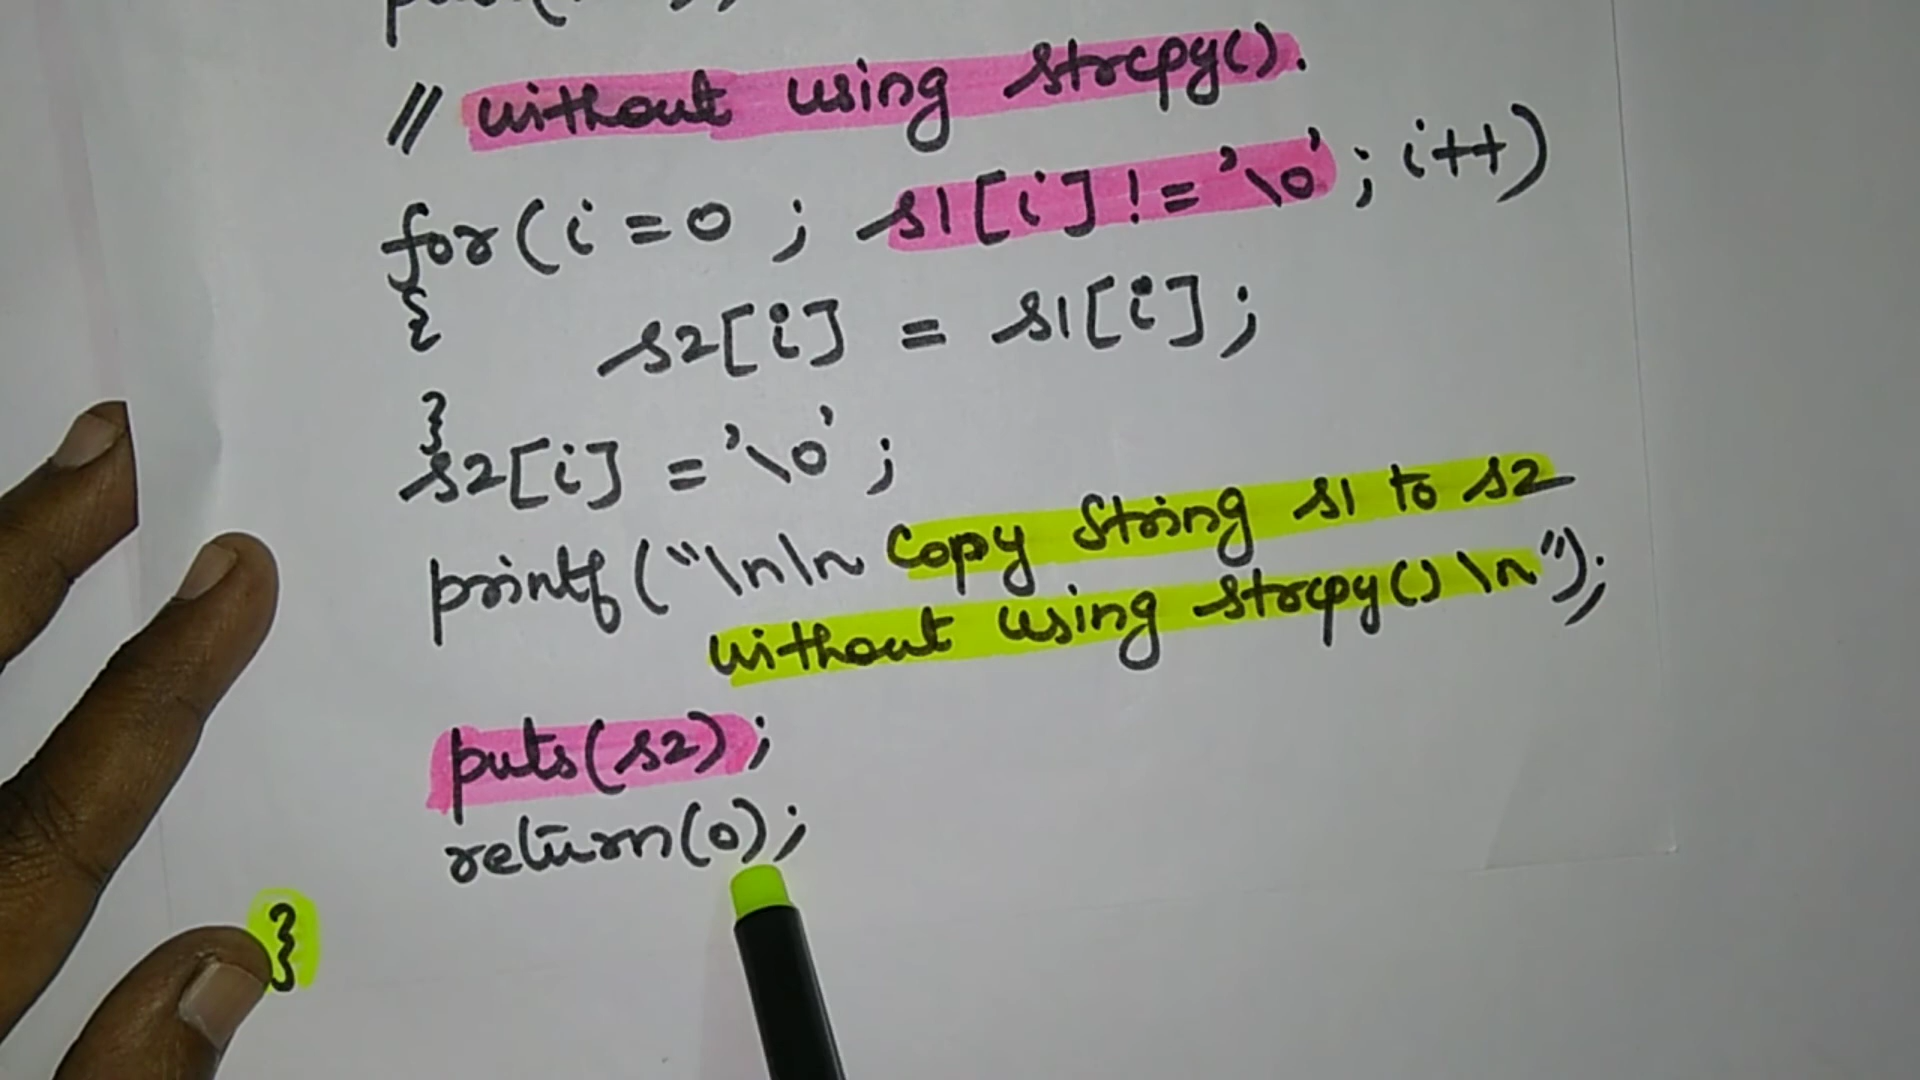 // without using strcpy().
for(i=0 ; s1[i]!='\0'; i++)
{ s2[i] = s1[i];
}
s2[i] = '\0';
printf("\n\n Copy String s1 to s2
without using strcpy() \n");
puts(s2);
return(0);
}